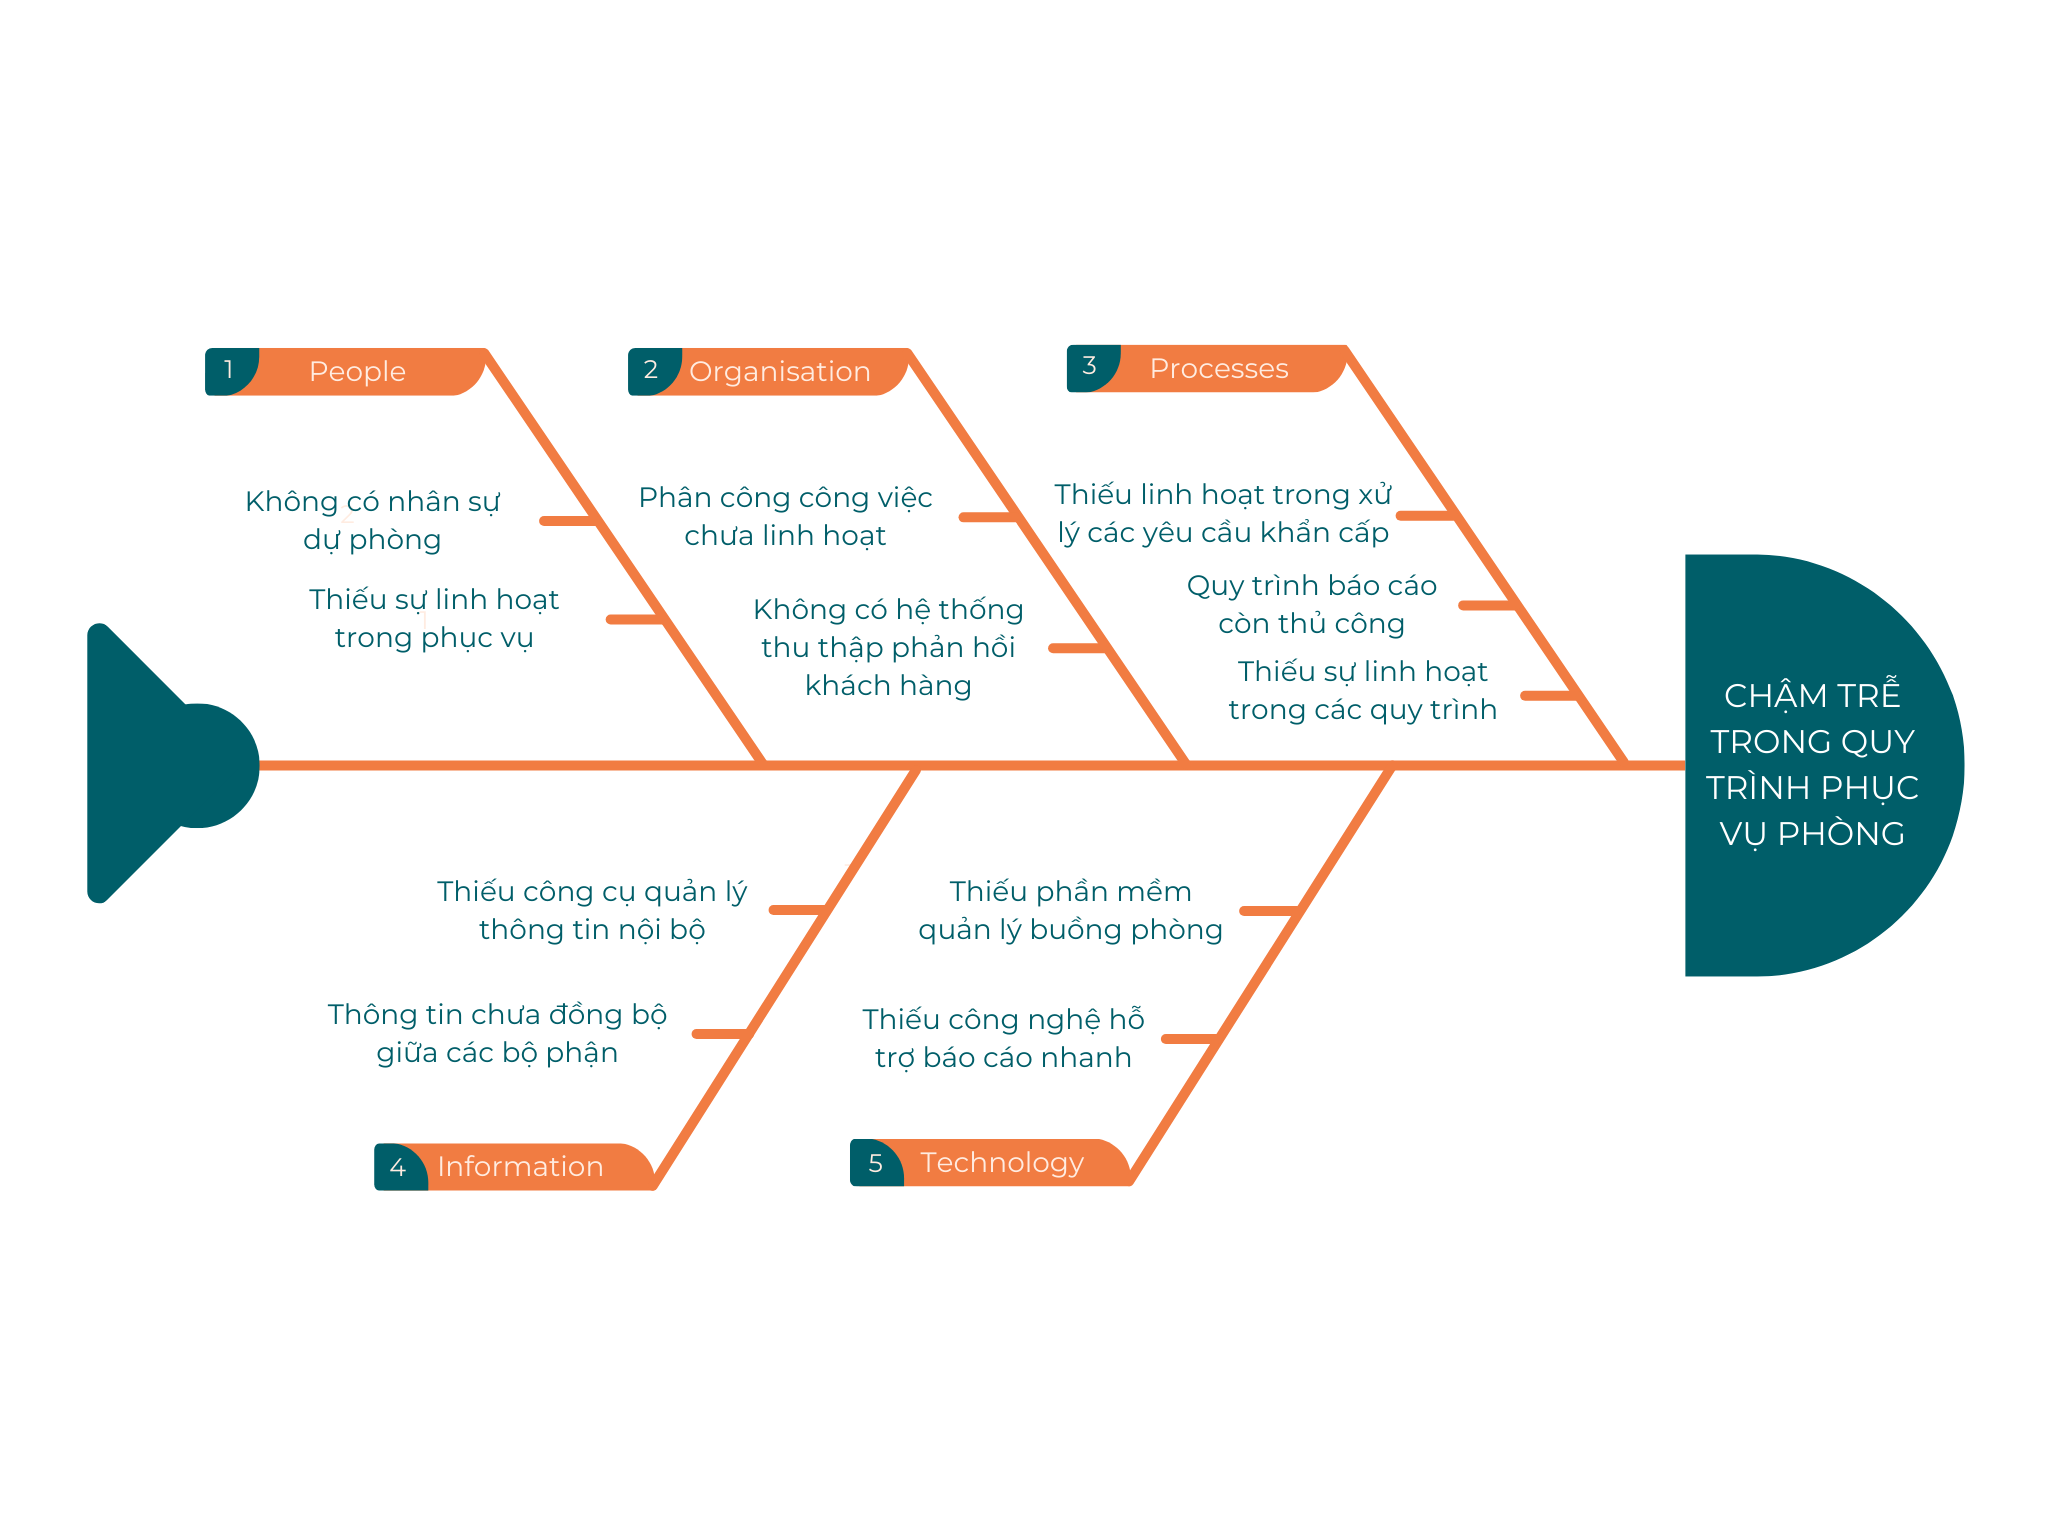 1
People
Không có nhân sự
dự phòng
Thiếu sự linh hoạt
trong phục vụ
2
Organisation
Phân công công việc
chưa linh hoạt
Không có hệ thống
thu thập phản hồi
khách hàng
3
Processes
Thiếu linh hoạt trong xử
lý các yêu cầu khẩn cấp
Quy trình báo cáo
còn thủ công
Thiếu sự linh hoạt
trong các quy trình
CHẬM TRỄ
TRONG QUY
TRÌNH PHỤC
VỤ PHÒNG
Thiếu công cụ quản lý
thông tin nội bộ
Thông tin chưa đồng bộ
giữa các bộ phận
4
Information
Thiếu phần mềm
quản lý buồng phòng
Thiếu công nghệ hỗ
trợ báo cáo nhanh
5
Technology